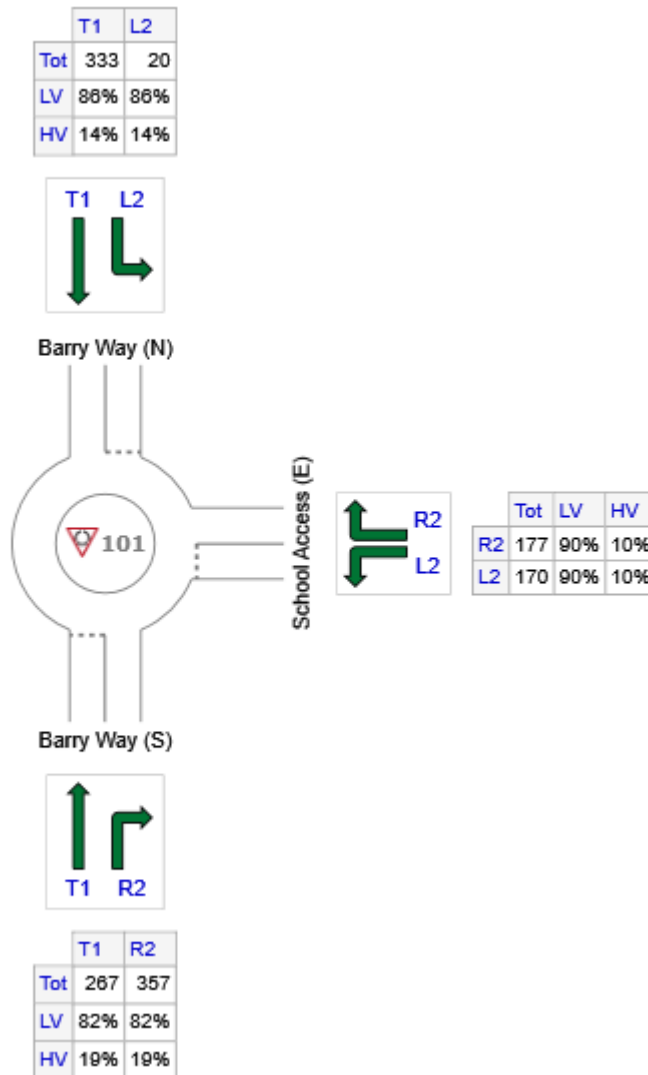 T1 L2
Tot 333 20
LV 86% 86%
HV 14% 14%
T1 L2
Barry Way (N)
101
School Access (E)
R2
L2
Tot LV HV
R2 177 90% 10%
L2 170 90% 10%
Barry Way (S)
T1 R2
T1 R2
Tot 267 357
LV 82% 82%
HV 19% 19%